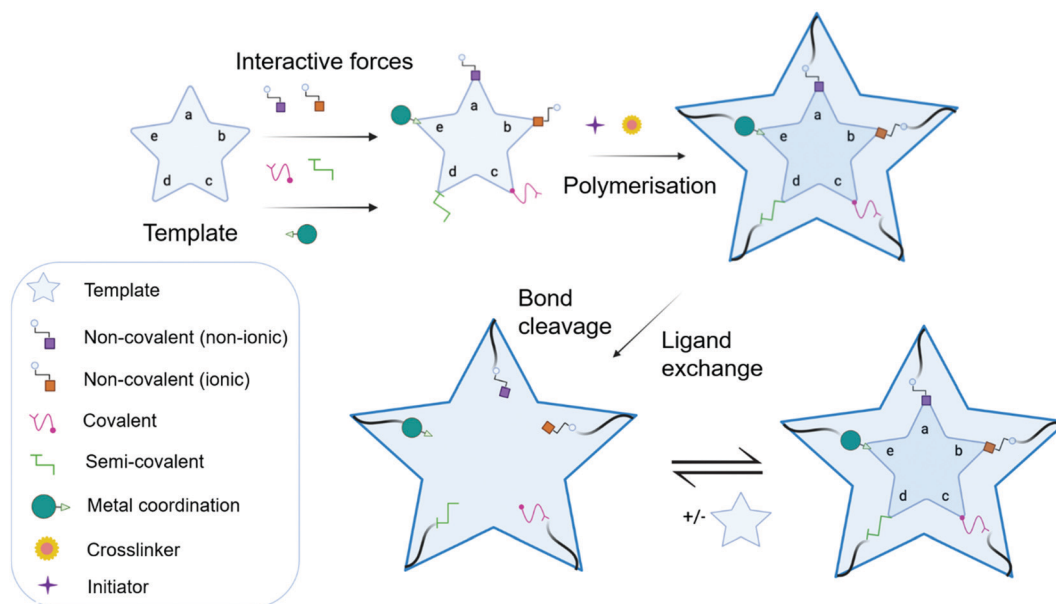 Interactive forces
a
b
c
d
e
Template
a
b
c
d
e
Polymerisation
a
b
c
d
e
Template
Non-covalent (non-ionic)
Non-covalent (ionic)
Covalent
Semi-covalent
Metal coordination
Crosslinker
Initiator
Bond
cleavage
Ligand
exchange
+/-
a
b
c
d
e